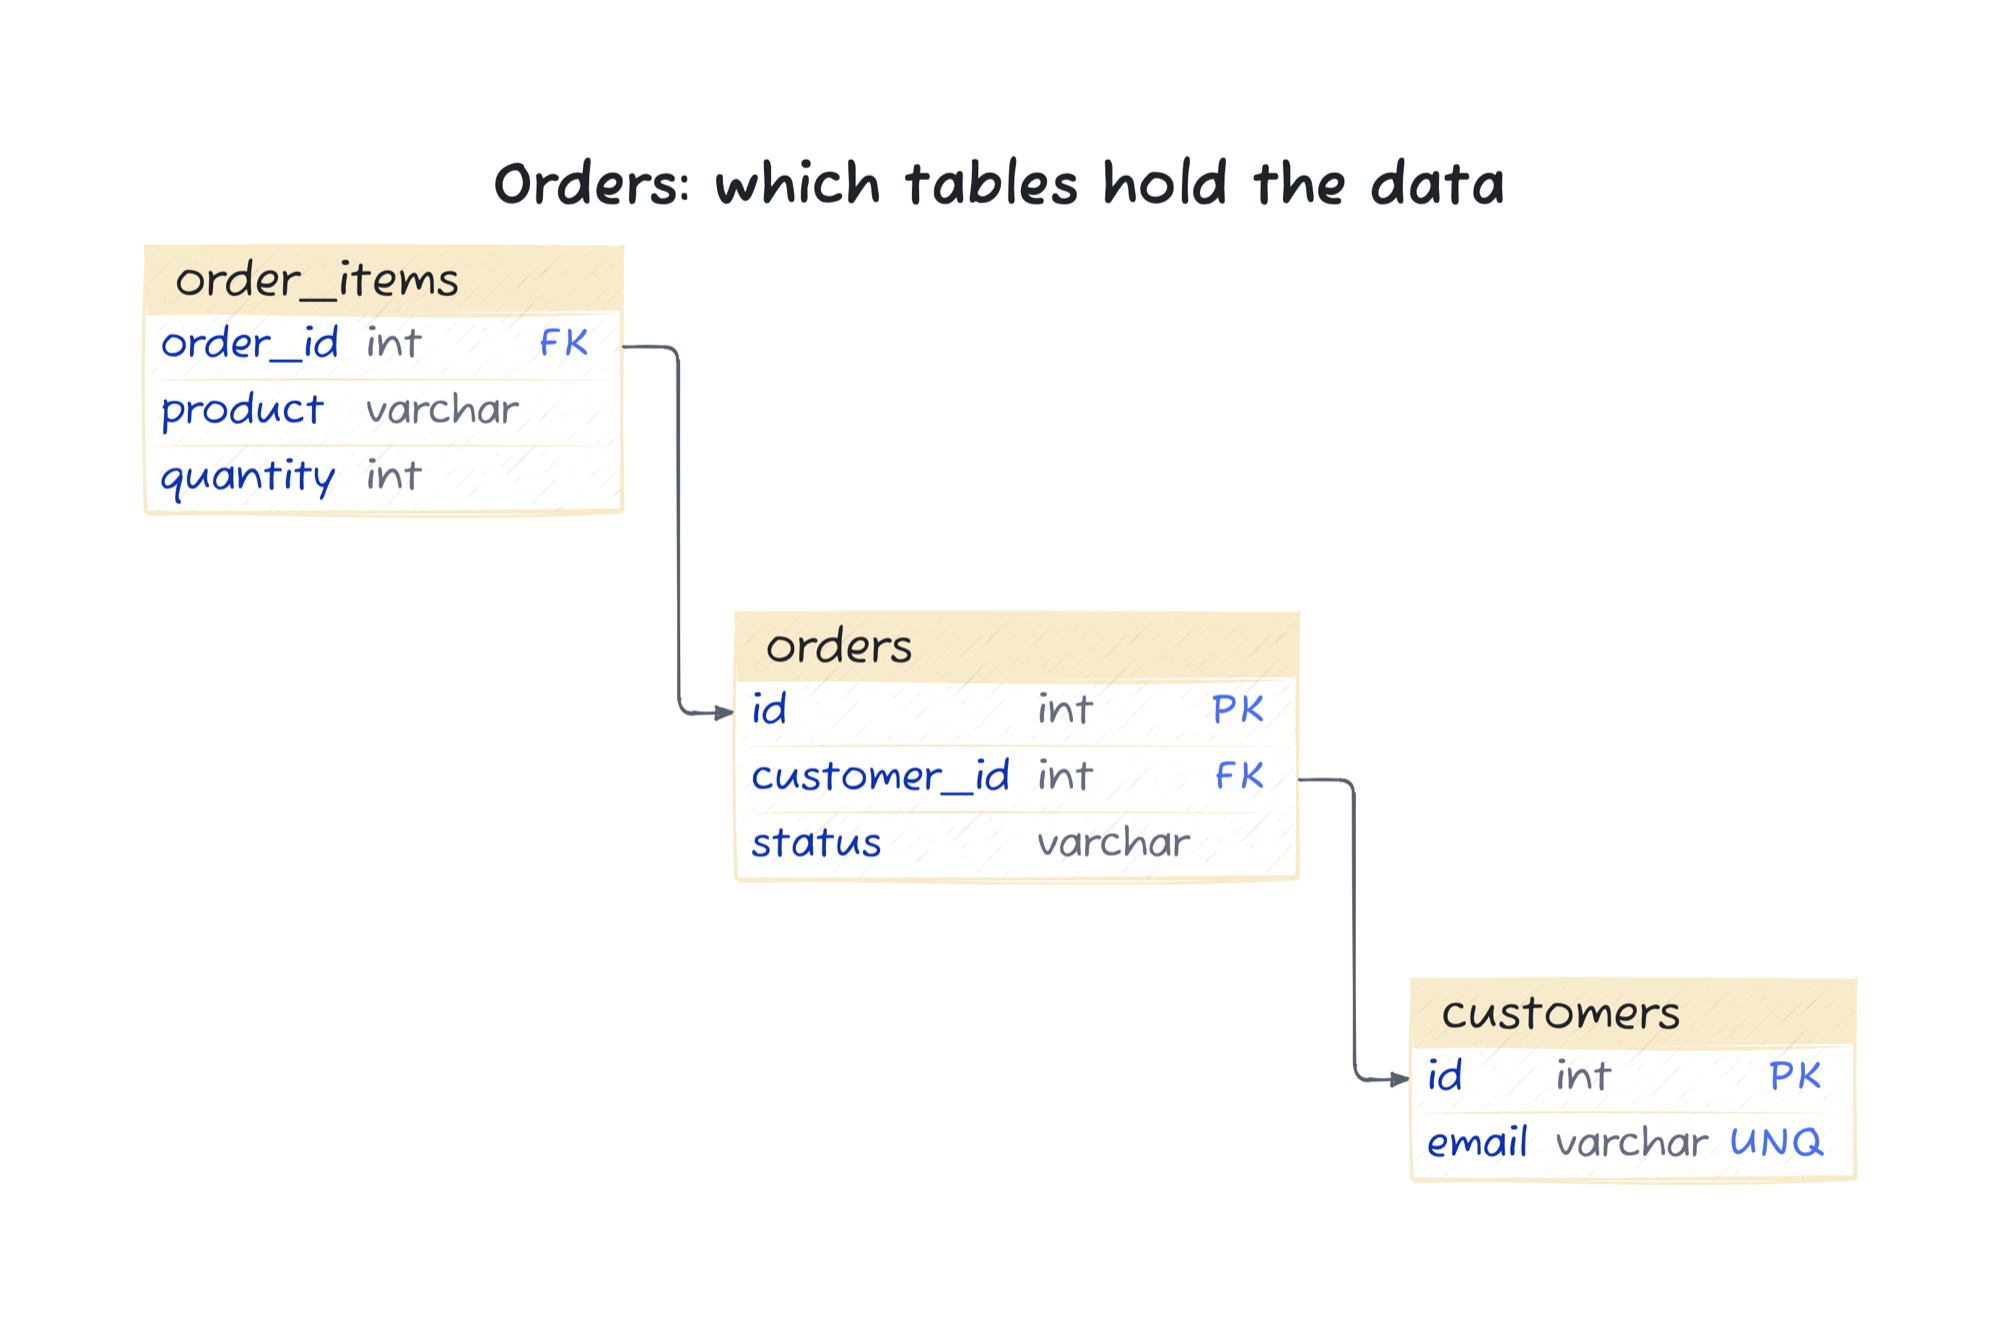 Orders: which tables hold the data
order_items
order_id int FK
product varchar
quantity int
orders
id int PK
customer_id int FK
status varchar
customers
id int PK
email varchar UNQ